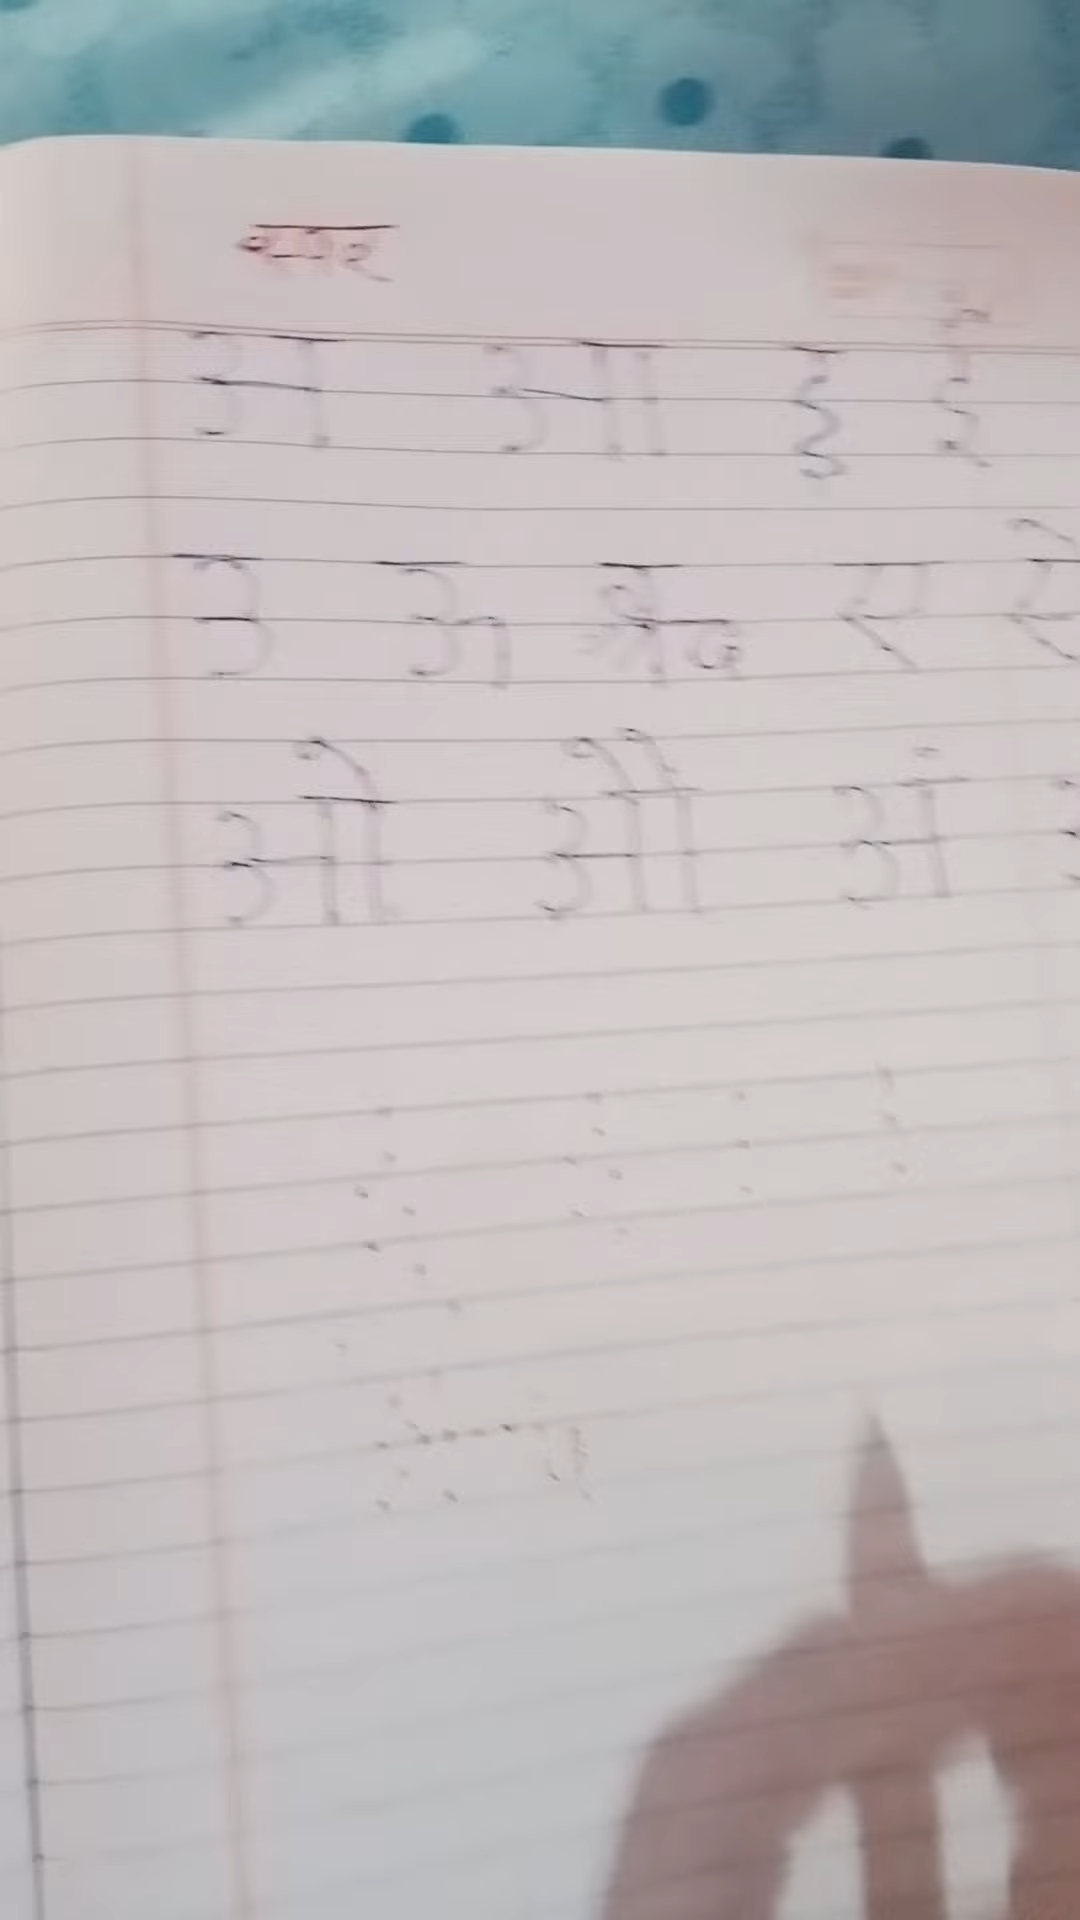 स्वर
अ आ इ ई
उ ऊ ऋ ए ऐ
ओ औ अं